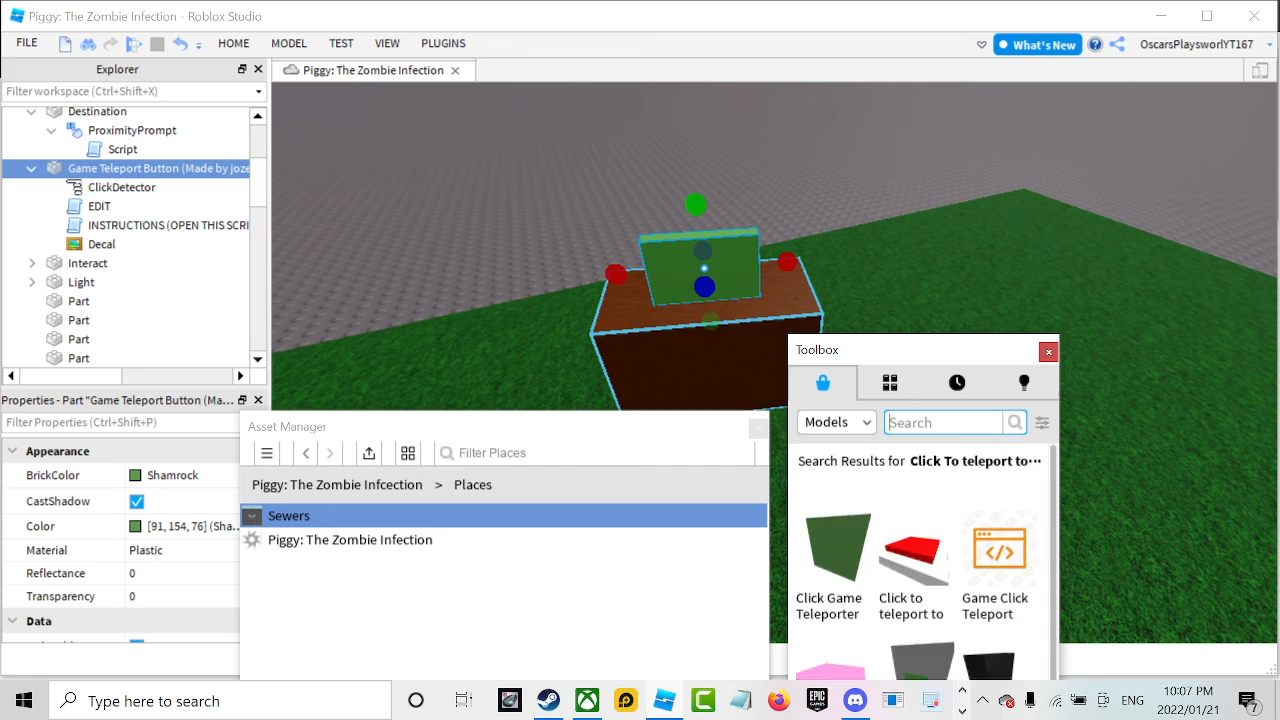 Piggy: The Zombie Infection - Roblox Studio
FILE HOME MODEL TEST VIEW PLUGINS What's New OscarsPlaysworlYT167
Explorer
Piggy: The Zombie Infection
Filter workspace (Ctrl+Shift+X)
Destination
ProximityPrompt
Script
Game Teleport Button (Made by joze
ClickDetector
EDIT
INSTRUCTIONS (OPEN THIS SCRI
Decal
Interact
Light
Part
Part
Part
Part
Properties - Part "Game Teleport Button (Ma...
Filter Properties (Ctrl+Shift+P)
Appearance
BrickColor Shamrock
CastShadow
Color [91, 154, 76] (Sha...
Material Plastic
Reflectance 0
Transparency 0
Data
Asset Manager
Filter Places
Piggy: The Zombie Infcection > Places
Sewers
Piggy: The Zombie Infection
Toolbox
Models Search
Search Results for Click To teleport to...
Click Game Teleporter
Click to teleport to
Game Click Teleport
Type here to search
EPIC GAMES
ENG
ENG
10:07 PM
2022/01/21
7